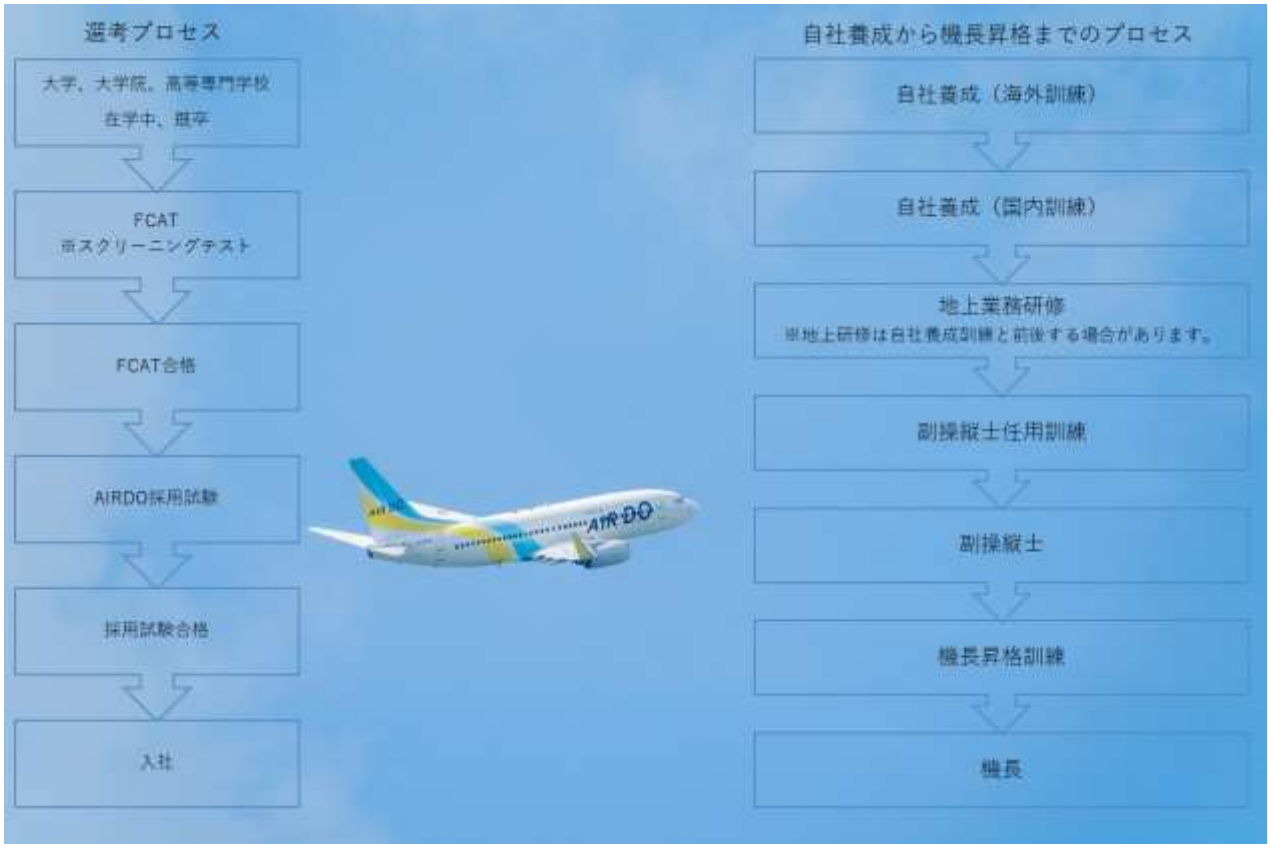 選考プロセス
大学、大学院、高等専門学校
在学中、既卒
FCAT
※スクリーニングテスト
FCAT合格
AIRDO採用試験
採用試験合格
入社
AIR DO
AIR DO
自社養成から機長昇格までのプロセス
自社養成（海外訓練）
自社養成（国内訓練）
地上業務研修
※地上研修は自社養成訓練と前後する場合があります。
副操縦士任用訓練
副操縦士
機長昇格訓練
機長